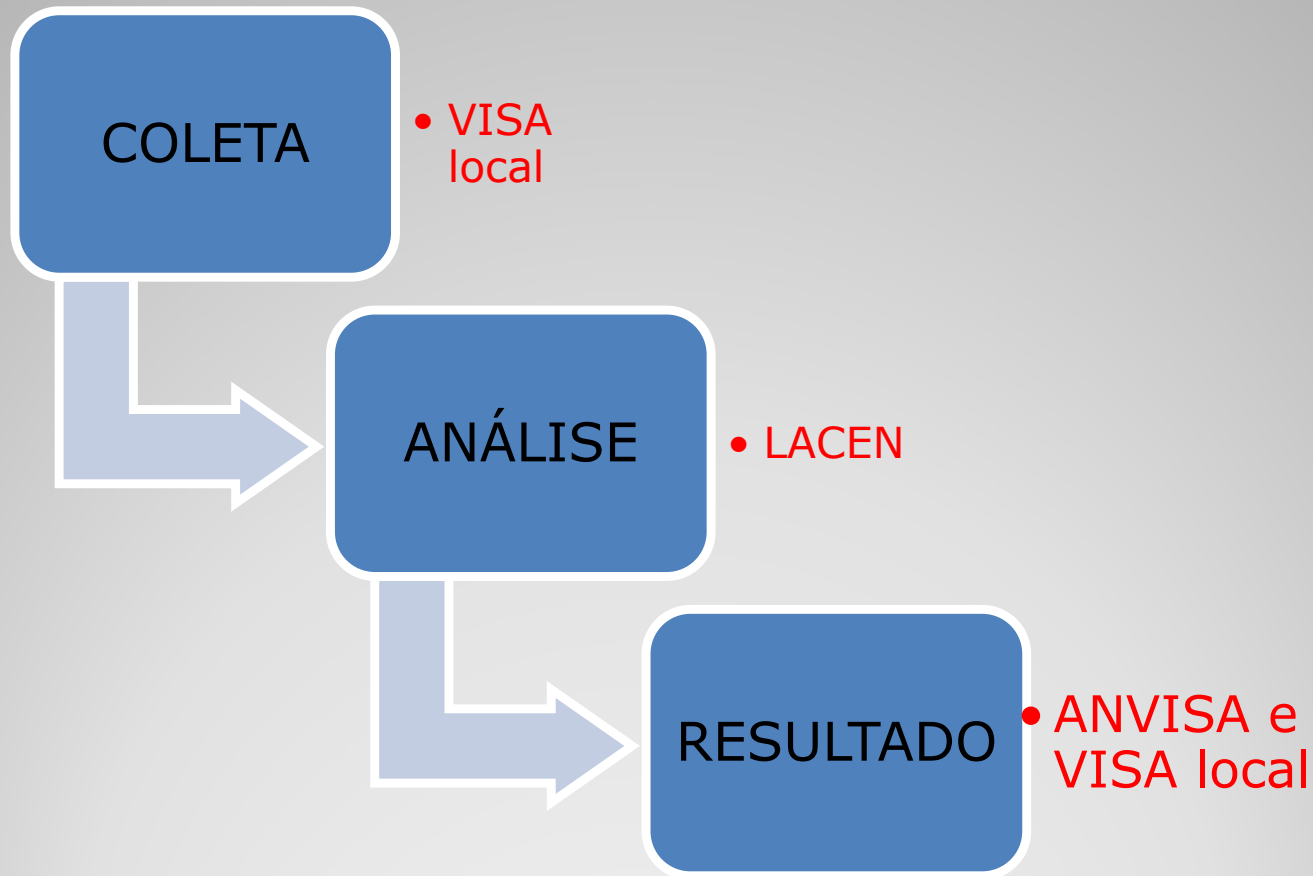 COLETA
• VISA
local
ANÁLISE
• LACEN
RESULTADO
• ANVISA e
VISA local